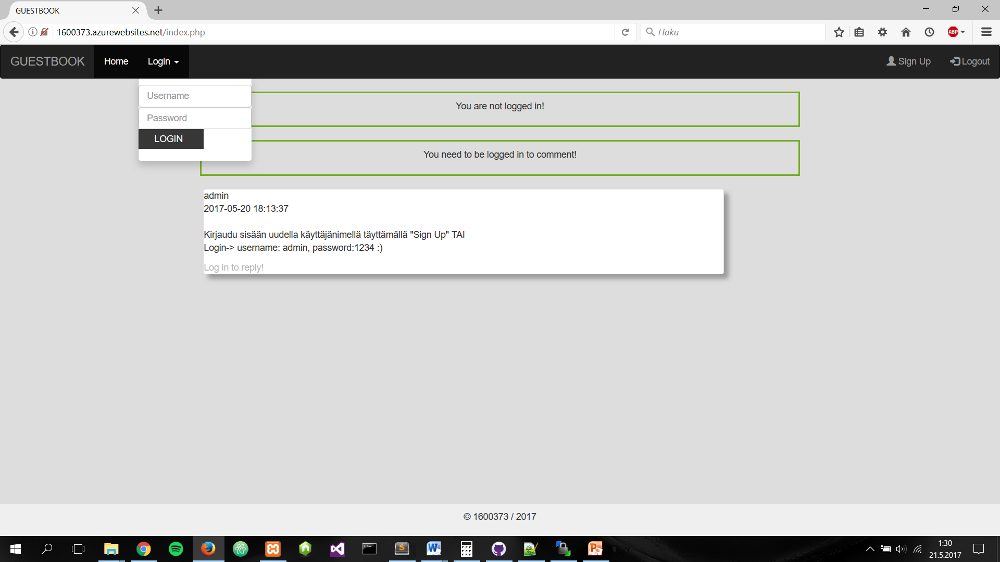 GUESTBOOK
1600373.azurewebsites.net/index.php
Haku
ABP
GUESTBOOK
Home
Login
Sign Up
Logout
Username
Password
LOGIN
You are not logged in!
You need to be logged in to comment!
admin
2017-05-20 18:13:37
Kirjaudu sisään uudella käyttäjänimellä täyttämällä "Sign Up" TAI
Login-> username: admin, password:1234 :)
Log in to reply!
© 1600373 / 2017
1:30
21.5.2017